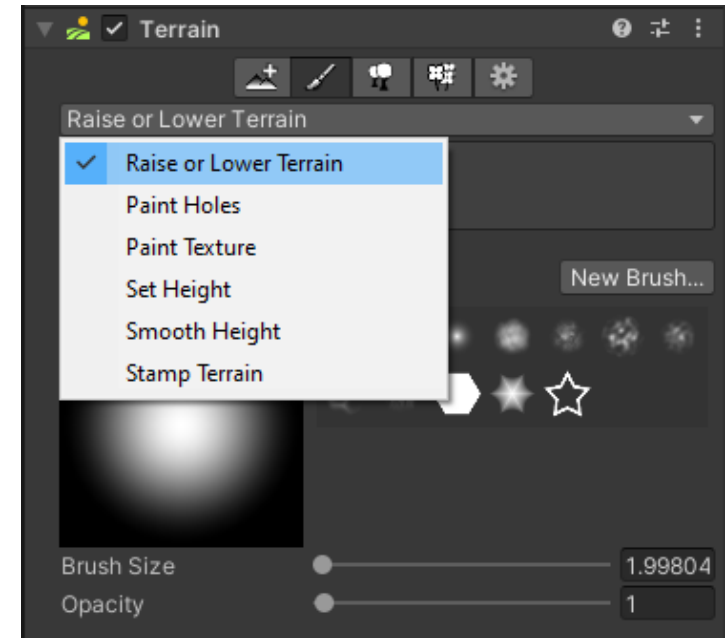 Terrain
Raise or Lower Terrain
Raise or Lower Terrain
Paint Holes
Paint Texture
Set Height
Smooth Height
Stamp Terrain
New Brush...
Brush Size 1.99804
Opacity 1